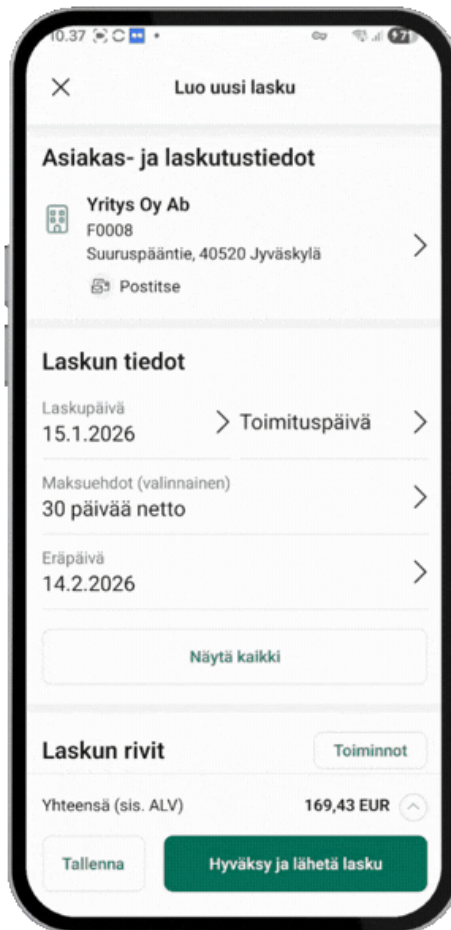 10.37
71
Luo uusi lasku
Asiakas- ja laskutustiedot
Yritys Oy Ab
F0008
Suuruspääntie, 40520 Jyväskylä
Postitse
Laskun tiedot
Laskupäivä
15.1.2026
Toimituspäivä
Maksuehdot (valinnainen)
30 päivää netto
Eräpäivä
14.2.2026
Näytä kaikki
Laskun rivit
Toiminnot
Yhteensä (sis. ALV)
169,43 EUR
Tallenna
Hyväksy ja lähetä lasku